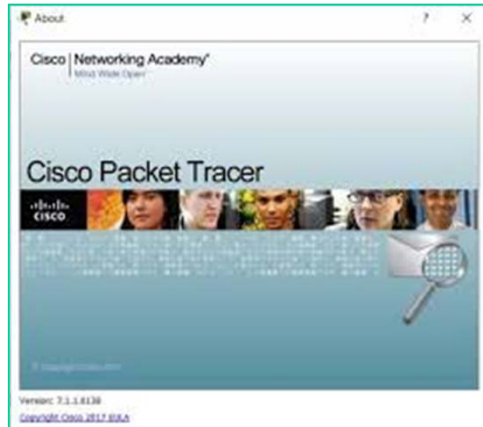 About
Cisco | Networking Academy®
Mind Wide Open
Cisco Packet Tracer
CISCO
Version: 7.1.1.0138
Copyright Cisco 2017 EULA